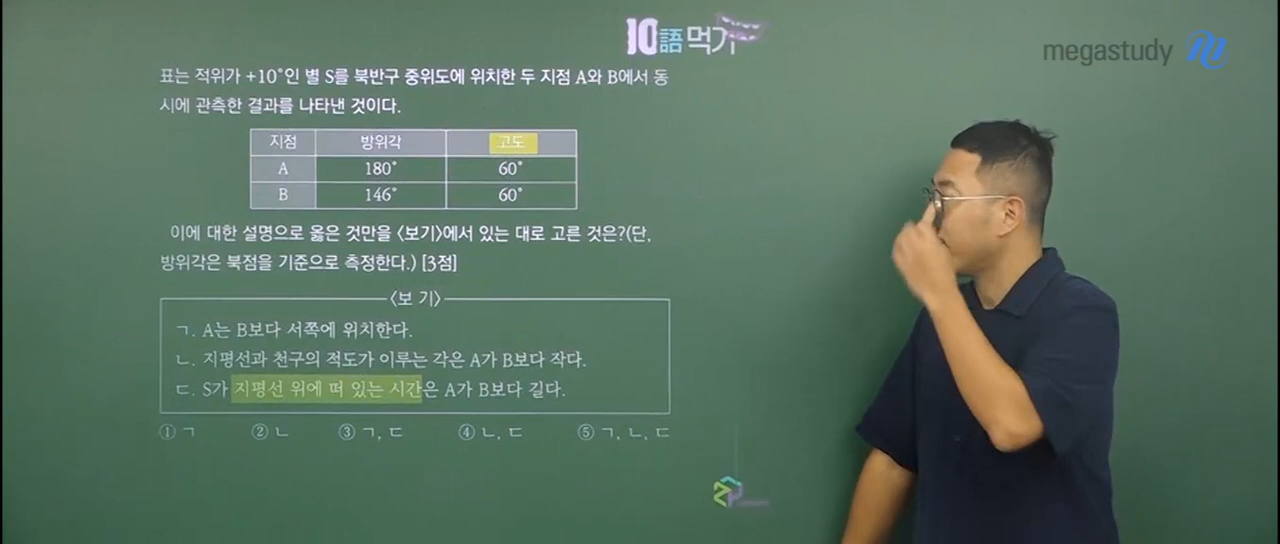 10語먹기
megastudy
표는 적위가 +10°인 별 S를 북반구 중위도에 위치한 두 지점 A와 B에서 동
시에 관측한 결과를 나타낸 것이다.
지점 방위각 고도
A 180° 60°
B 146° 60°
이에 대한 설명으로 옳은 것만을 〈보기〉에서 있는 대로 고른 것은?(단,
방위각은 북점을 기준으로 측정한다.) [3점]
〈보 기〉
ㄱ. A는 B보다 서쪽에 위치한다.
ㄴ. 지평선과 천구의 적도가 이루는 각은 A가 B보다 작다.
ㄷ. S가 지평선 위에 떠 있는 시간은 A가 B보다 길다.
① ㄱ ② ㄴ ③ ㄱ, ㄷ ④ ㄴ, ㄷ ⑤ ㄱ, ㄴ, ㄷ